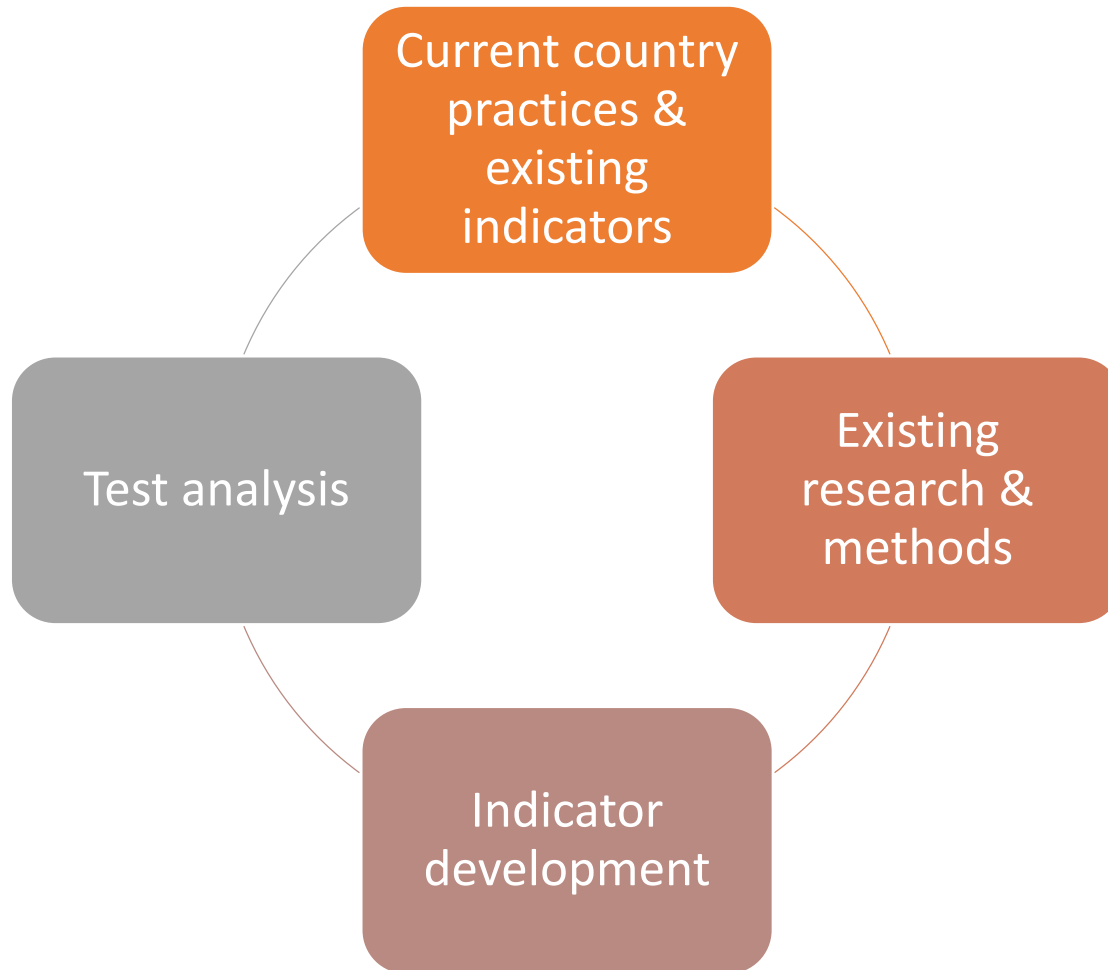 Current country
practices &
existing
indicators
Existing
research &
methods
Indicator
development
Test analysis